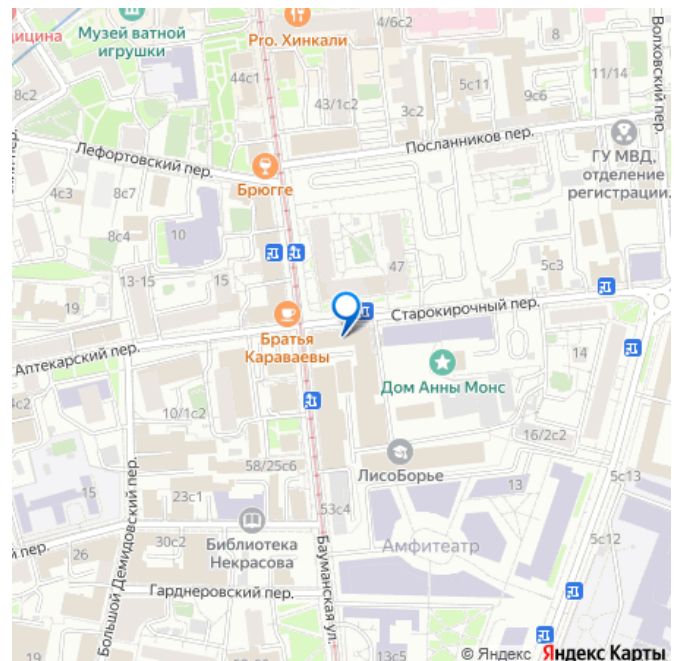 Музей ватной
игрушки
дицина
Pro. Хинкали
4/6с2
8
Волховский пер.
44с1
8с2
43/1с2
3с2
5с11
9с6
11/14
Лефортовский пер.
Посланников пер.
ГУ МВД,
отделение
регистрации.
Брюгге
4с3
8с7
8с4
10
47
5с3
13-15
15
19
Старокирочный пер.
Братья
Караваевы
Аптекарский пер.
Дом Анны Монс
14
4с2
10/1с2
16/2с2
ЛисоБорье
58/25с6
13
5с13
15
23с1
53с4
Большой Демидовский пер.
Библиотека
Некрасова
Амфитеатр
5с12
й пер.
26
30с2
Бауманская ул.
Гарднеровский пер.
19
13
4с5
© Яндекс Яндекс Карты